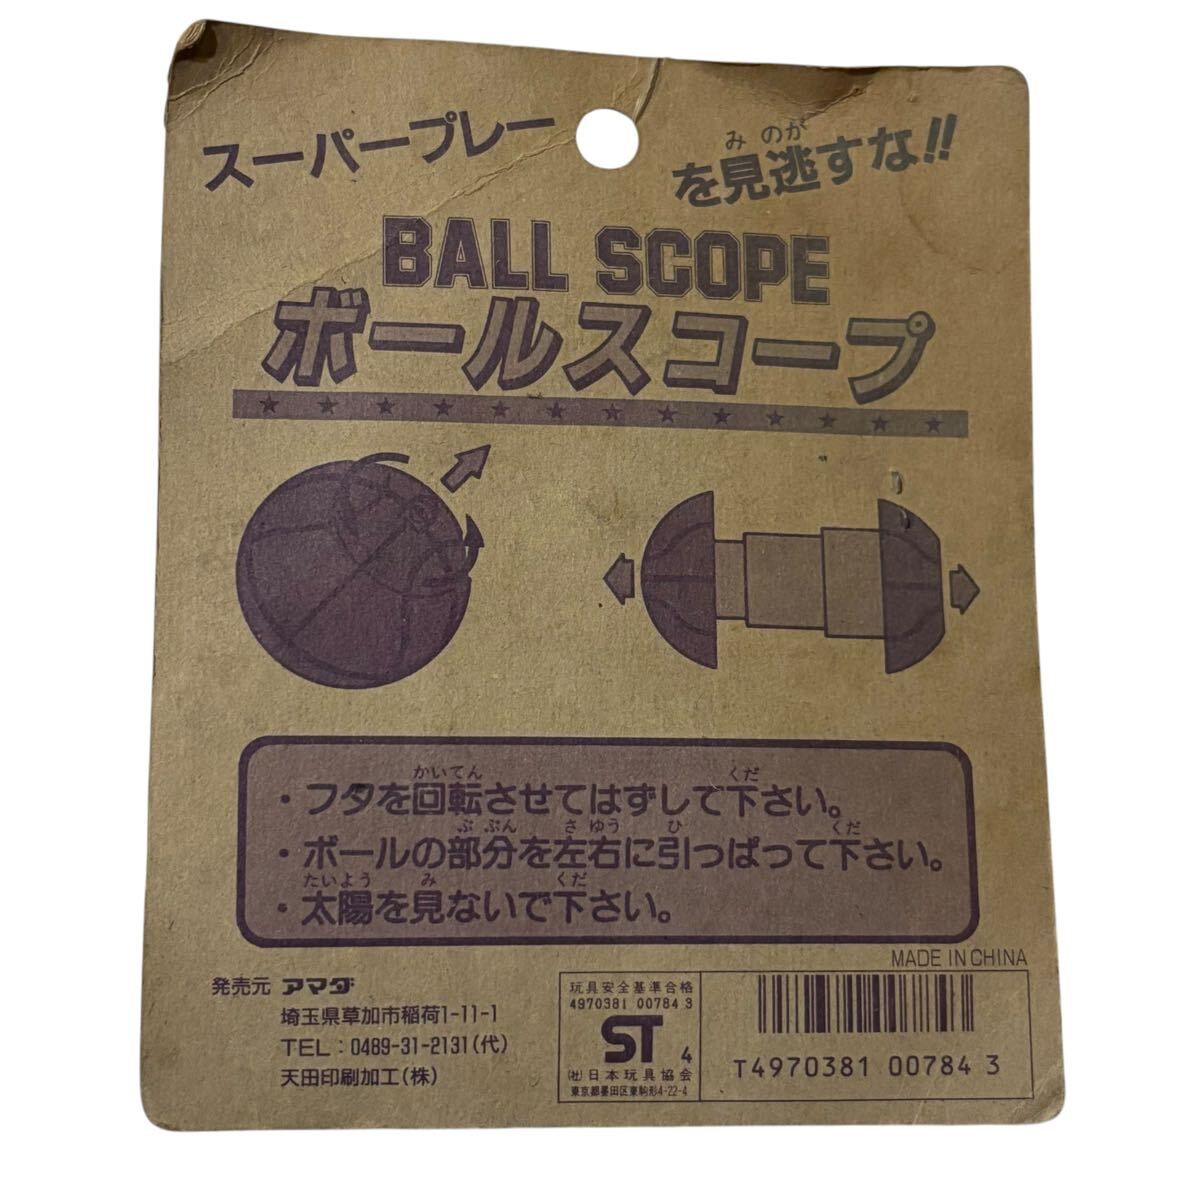 スーパープレー
を見逃すな!!
みのが
BALL SCOPE
ボールスコープ
かいてん くだ
・フタを回転させてはずして下さい。
ぶぶん さゆう ひ くだ
・ボールの部分を左右に引っぱって下さい。
たいよう み くだ
・太陽を見ないで下さい。
MADE IN CHINA
発売元 アマダ
埼玉県草加市稲荷1-11-1
TEL:0489-31-2131(代)
天田印刷加工(株)
玩具安全基準合格
4970381 00784 3
ST 4
(社)日本玩具協会
東京都墨田区東駒形4-22-4
T4970381 00784 3